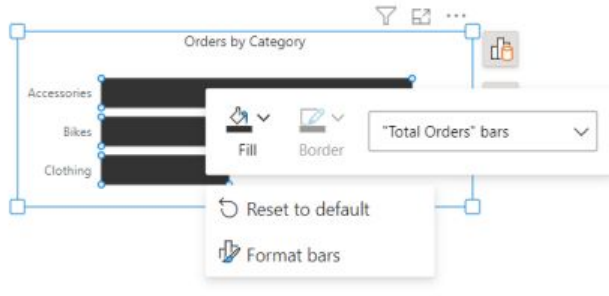 Orders by Category
Accessories
Bikes
Clothing
Fill
Border
"Total Orders" bars
Reset to default
Format bars